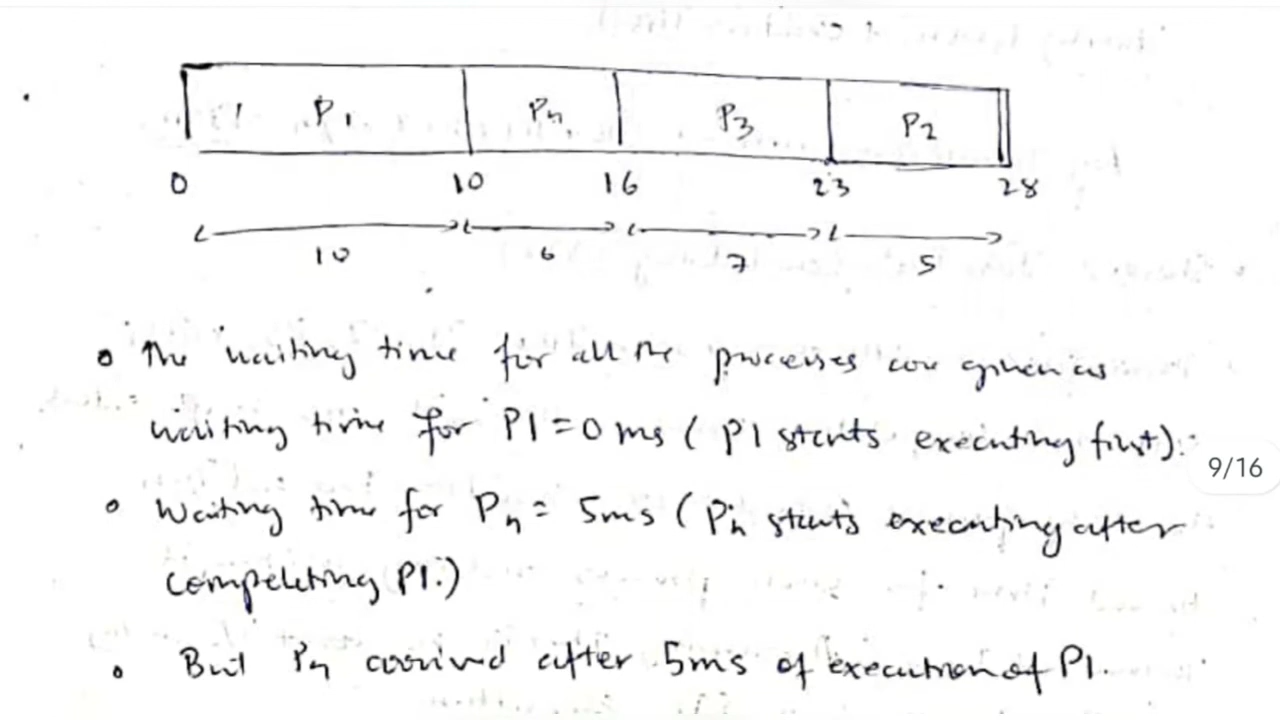 P1 P4 P3 P2
0 10 16 23 28
10 6 7 5
The waiting time for all the processes are given as
waiting time for P1 = 0 ms ( P1 starts executing first).
9/16
Waiting time for P4 = 5ms ( P4 starts executing after
completing P1.)
But P4 arrived after 5ms of execution of P1.